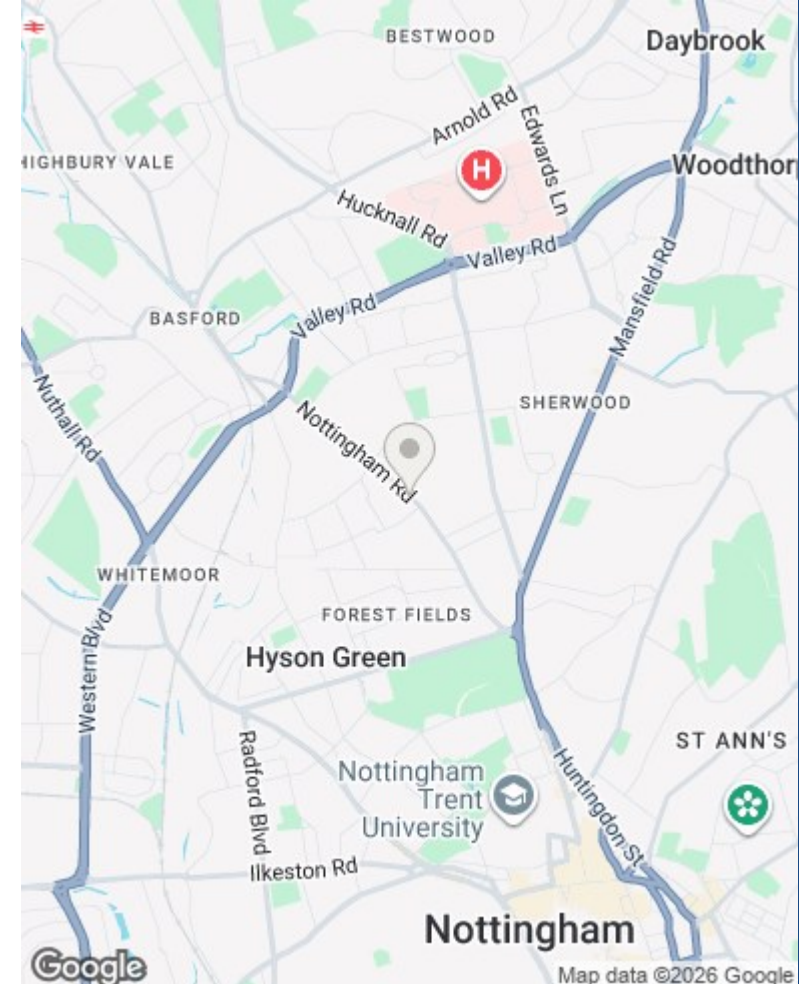 BESTWOOD
Daybrook
Arnold Rd
Edwards Ln
HIGHBURY VALE
H
Woodthor
Hucknall Rd
Valley Rd
Mansfield Rd
Valley Rd
BASFORD
Nuthall Rd
SHERWOOD
Nottingham Rd
WHITEMOOR
FOREST FIELDS
Western Blvd
Hyson Green
Radford Blvd
ST ANN'S
Nottingham
Trent
University
Huntingdon St
Ilkeston Rd
Nottingham
Google
Map data ©2026 Google